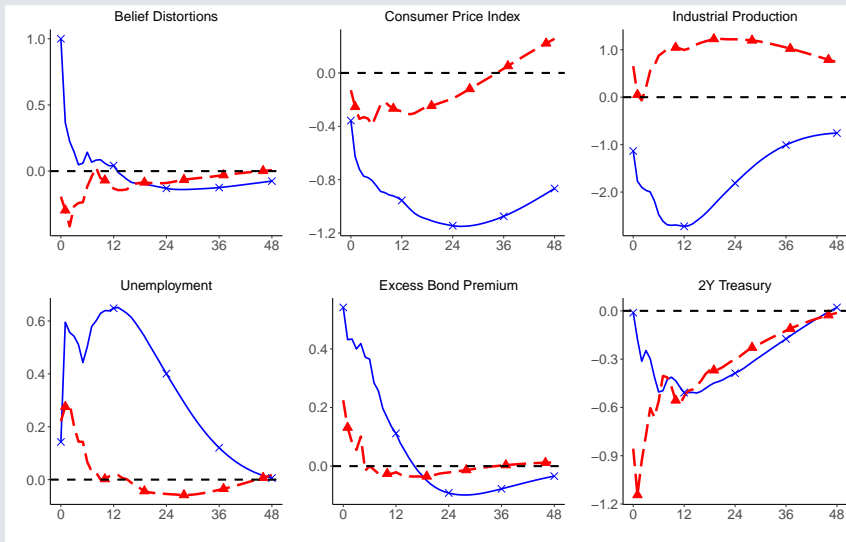 Belief Distortions
1.0
0.5
0.0
0 12 24 36 48
Consumer Price Index
0.0
−0.4
−0.8
−1.2
0 12 24 36 48
Industrial Production
1.0
0.0
−1.0
−2.0
0 12 24 36 48
Unemployment
0.6
0.4
0.2
0.0
0 12 24 36 48
Excess Bond Premium
0.4
0.2
0.0
0 12 24 36 48
2Y Treasury
0.0
−0.3
−0.6
−0.9
−1.2
0 12 24 36 48